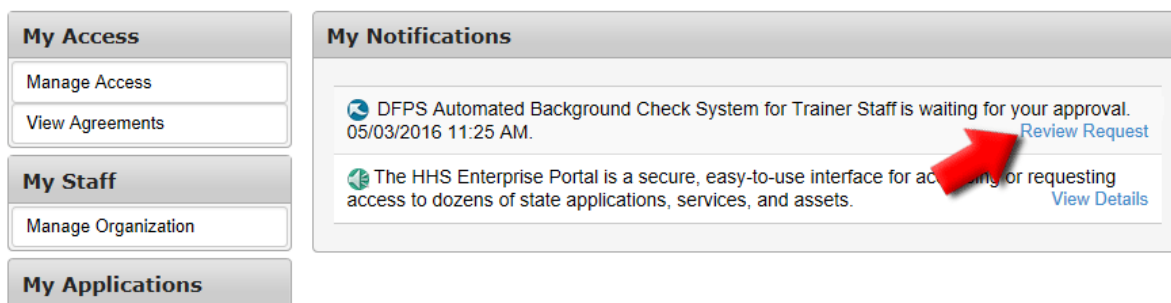 My Access
Manage Access
View Agreements
My Staff
Manage Organization
My Applications
My Notifications
DFPS Automated Background Check System for Trainer Staff is waiting for your approval.
05/03/2016 11:25 AM.
Review Request
The HHS Enterprise Portal is a secure, easy-to-use interface for or requesting
access to dozens of state applications, services, and assets.
View Details